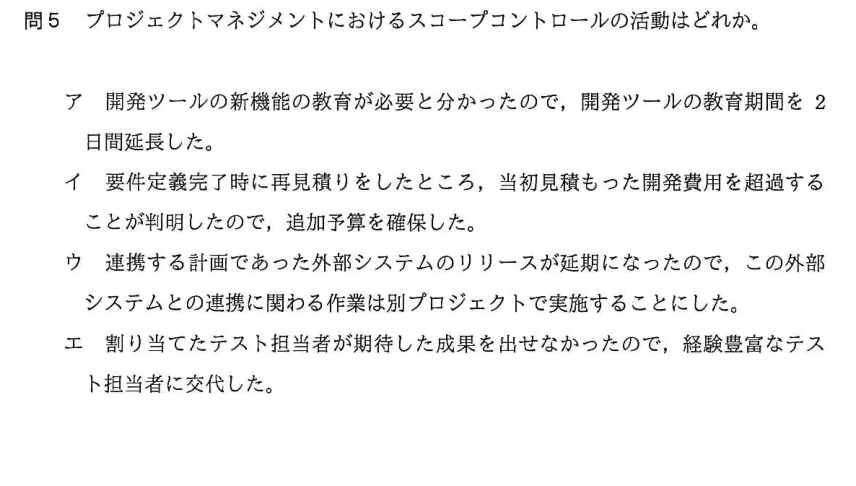 問5 プロジェクトマネジメントにおけるスコープコントロールの活動はどれか。
ア 開発ツールの新機能の教育が必要と分かったので，開発ツールの教育期間を 2
日間延長した。
イ 要件定義完了時に再見積りをしたところ，当初見積もった開発費用を超過する
ことが判明したので，追加予算を確保した。
ウ 連携する計画であった外部システムのリリースが延期になったので，この外部
システムとの連携に関わる作業は別プロジェクトで実施することにした。
エ 割り当てたテスト担当者が期待した成果を出せなかったので，経験豊富なテス
ト担当者に交代した。